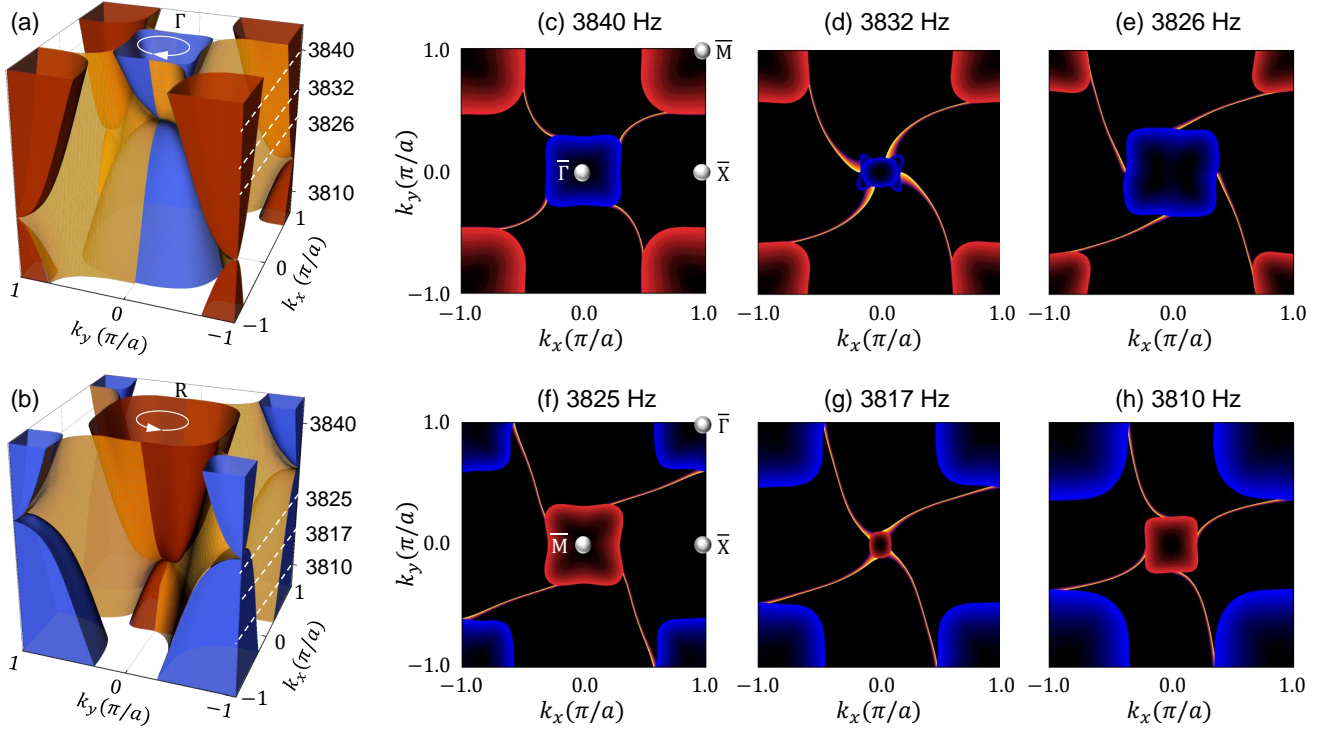 (a)
Γ
3840
3832
3826
3810
1
0
−1
k_x (π/a)
1
0
−1
k_y (π/a)
(c) 3840 Hz
(d) 3832 Hz
(e) 3826 Hz
1.0
0.0
−1.0
k_y(π/a)
M̅
Γ̅
X̅
−1.0
0.0
1.0
k_x(π/a)
−1.0
0.0
1.0
k_x(π/a)
−1.0
0.0
1.0
k_x(π/a)
(b)
R
3840
3825
3817
3810
1
0
−1
k_x(π/a)
1
0
−1
k_y (π/a)
(f) 3825 Hz
(g) 3817 Hz
(h) 3810 Hz
1.0
0.0
−1.0
k_y(π/a)
Γ̅
M̅
X̅
−1.0
0.0
1.0
k_x(π/a)
−1.0
0.0
1.0
k_x(π/a)
−1.0
0.0
1.0
k_x(π/a)